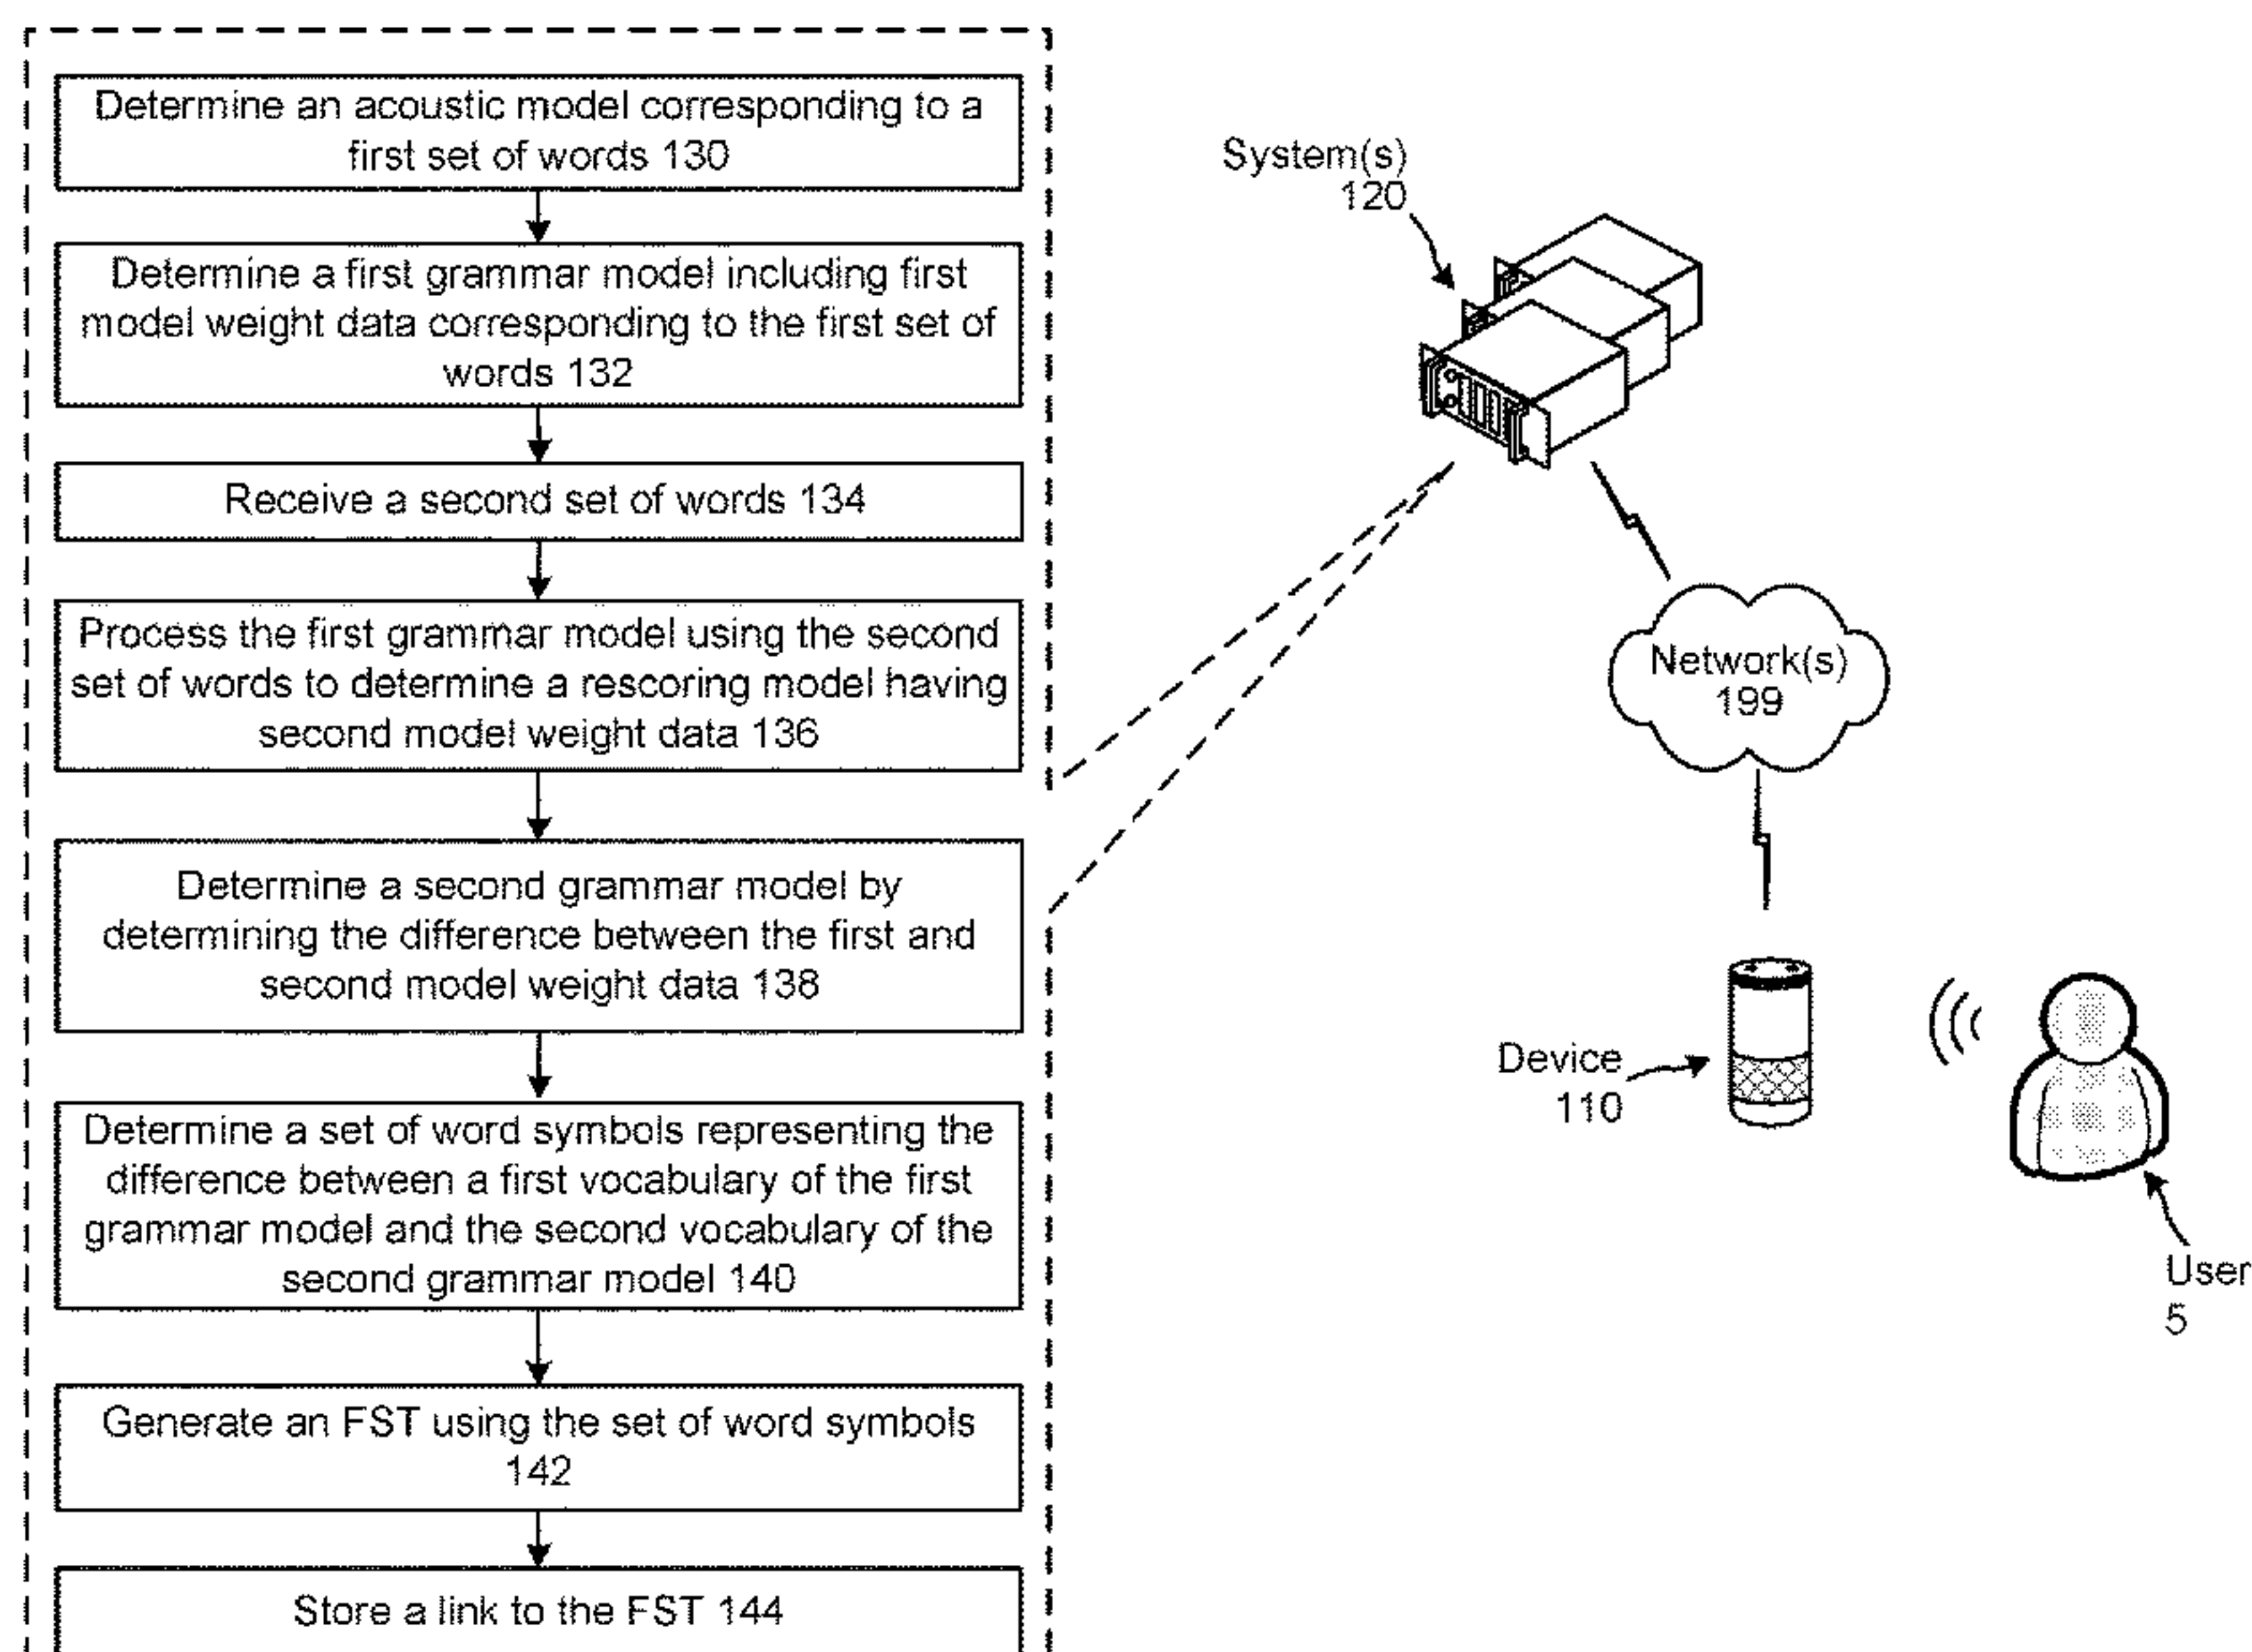 Determine an acoustic model corresponding to a
first set of words 130
Determine a first grammar model including first
model weight data corresponding to the first set of
words 132
Receive a second set of words 134
Process the first grammar model using the second
set of words to determine a rescoring model having
second model weight data 136
Determine a second grammar model by
determining the difference between the first and
second model weight data 138
Determine a set of word symbols representing the
difference between a first vocabulary of the first
grammar model and the second vocabulary of the
second grammar model 140
Generate an FST using the set of word symbols
142
Store a link to the FST 144
System(s)
120
Network(s)
199
Device
110
User
5